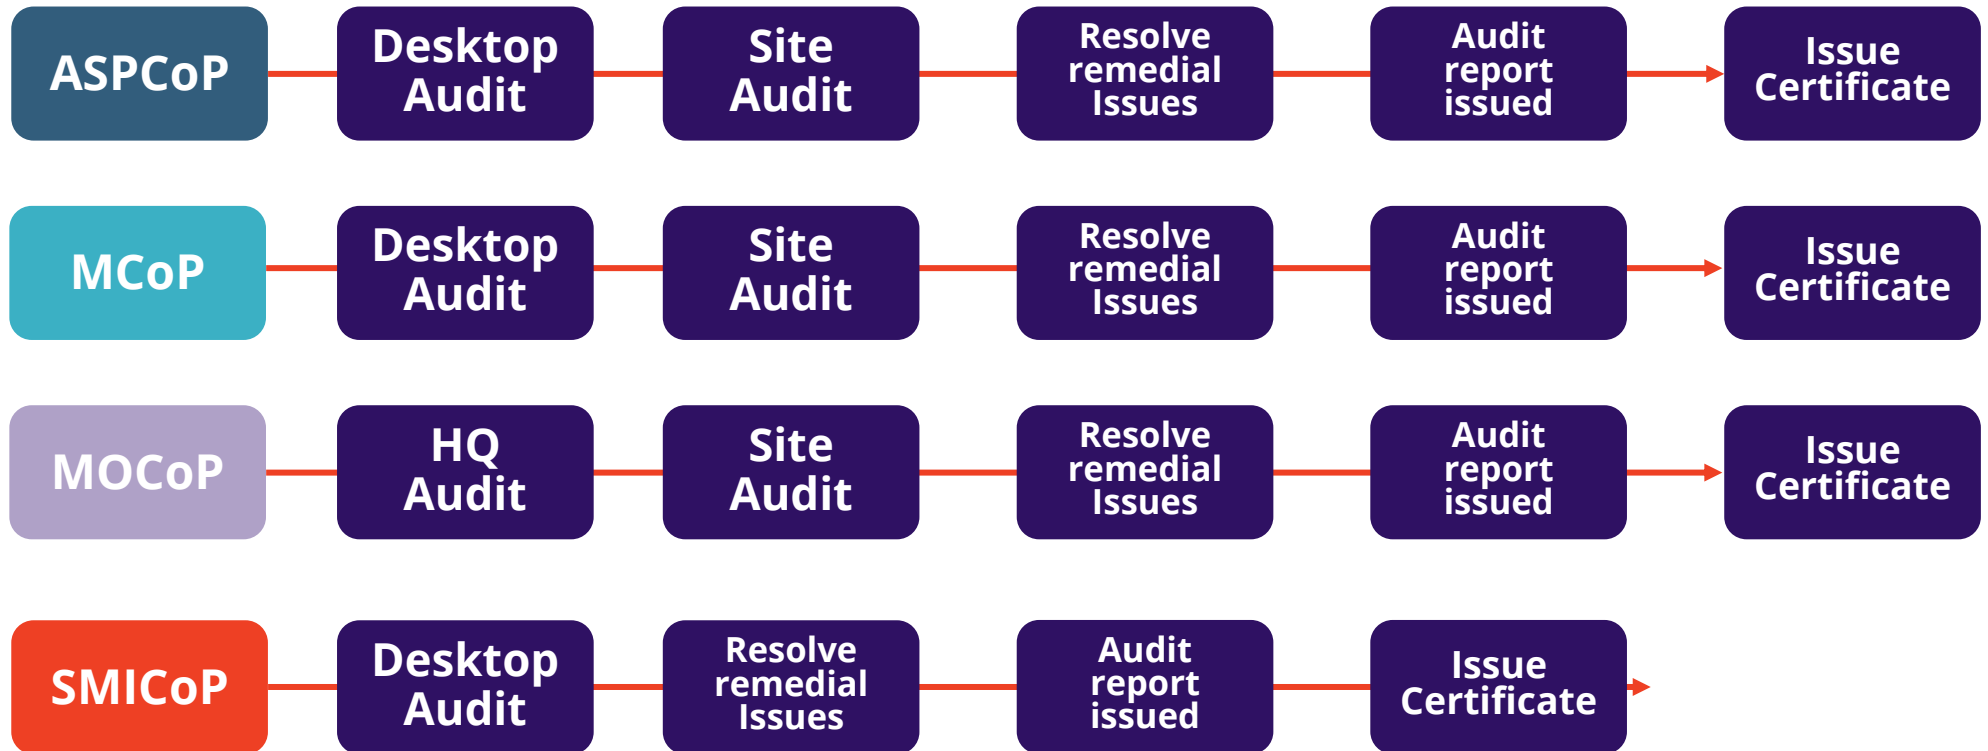 ASPCoP
Desktop
Audit
Site
Audit
Resolve
remedial
Issues
Audit
report
issued
Issue
Certificate
MCoP
Desktop
Audit
Site
Audit
Resolve
remedial
Issues
Audit
report
issued
Issue
Certificate
MOCoP
HQ
Audit
Site
Audit
Resolve
remedial
Issues
Audit
report
issued
Issue
Certificate
SMICoP
Desktop
Audit
Resolve
remedial
Issues
Audit
report
issued
Issue
Certificate